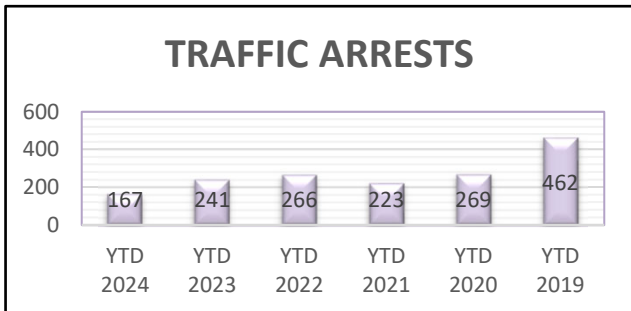 TRAFFIC ARRESTS
600
400
200
0
167
241
266
223
269
462
YTD 2024
YTD 2023
YTD 2022
YTD 2021
YTD 2020
YTD 2019